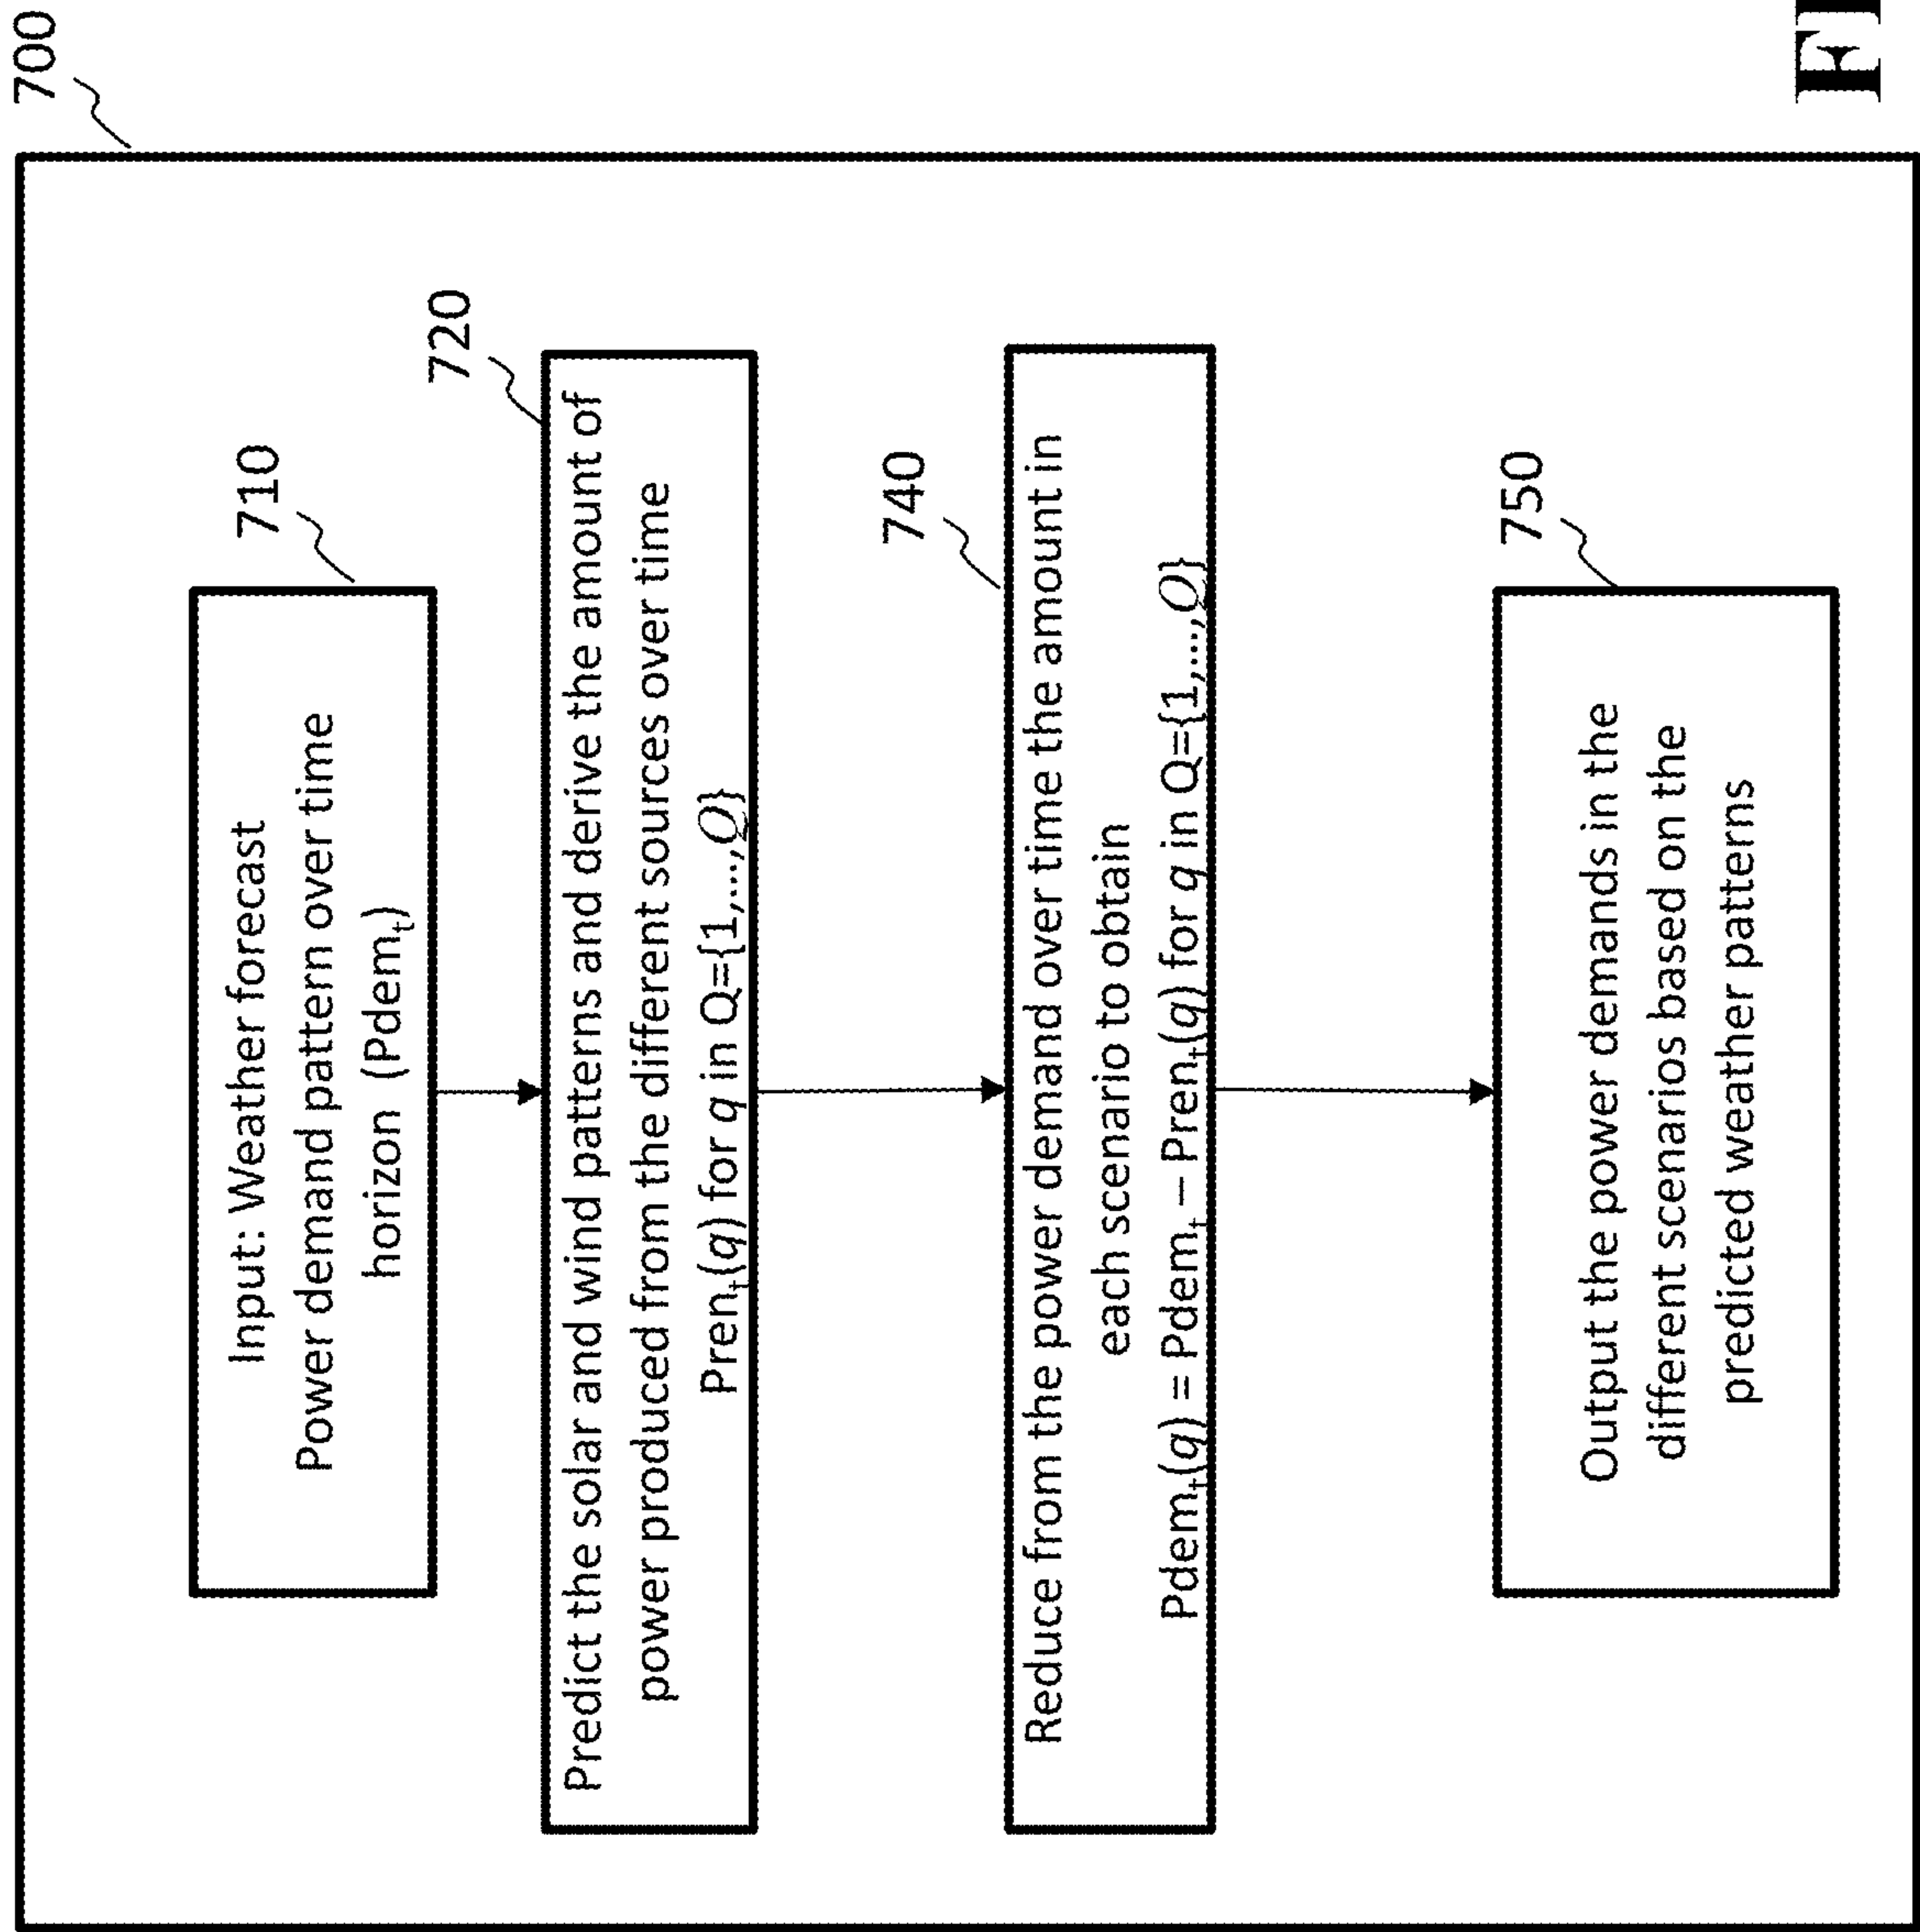 700
710
Input: Weather forecast
Power demand pattern over time
horizon (Pdemₜ)
720
Predict the solar and wind patterns and derive the amount of
power produced from the different sources over time
Prenₜ(q) for q in Q={1,...,Q}
740
Reduce from the power demand over time the amount in
each scenario to obtain
Pdemₜ(q) = Pdemₜ – Prenₜ(q) for q in Q={1,...,Q}
750
Output the power demands in the
different scenarios based on the
predicted weather patterns